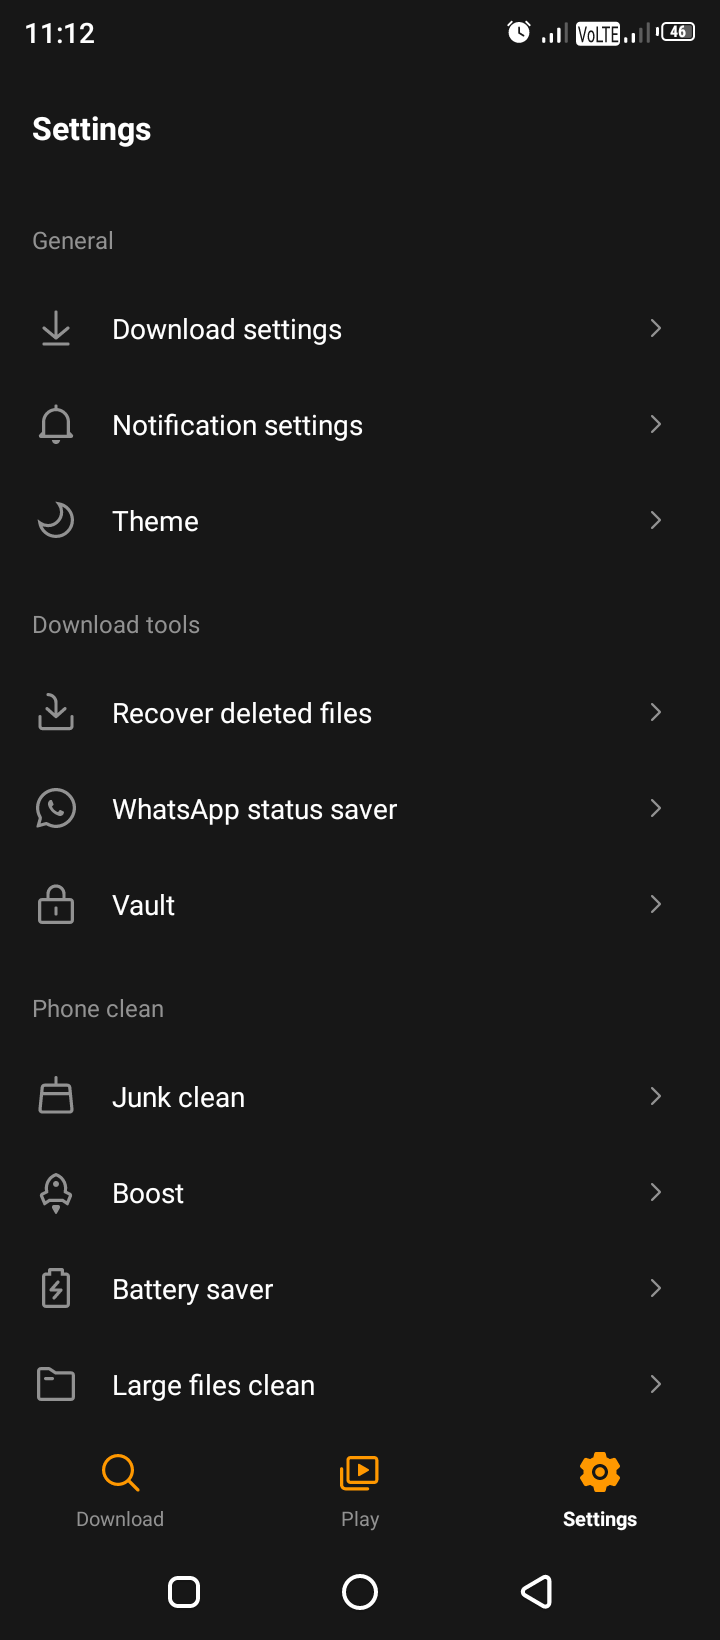 11:12
VoLTE
46
Settings
General
Download settings
Notification settings
Theme
Download tools
Recover deleted files
WhatsApp status saver
Vault
Phone clean
Junk clean
Boost
Battery saver
Large files clean
Download
Play
Settings